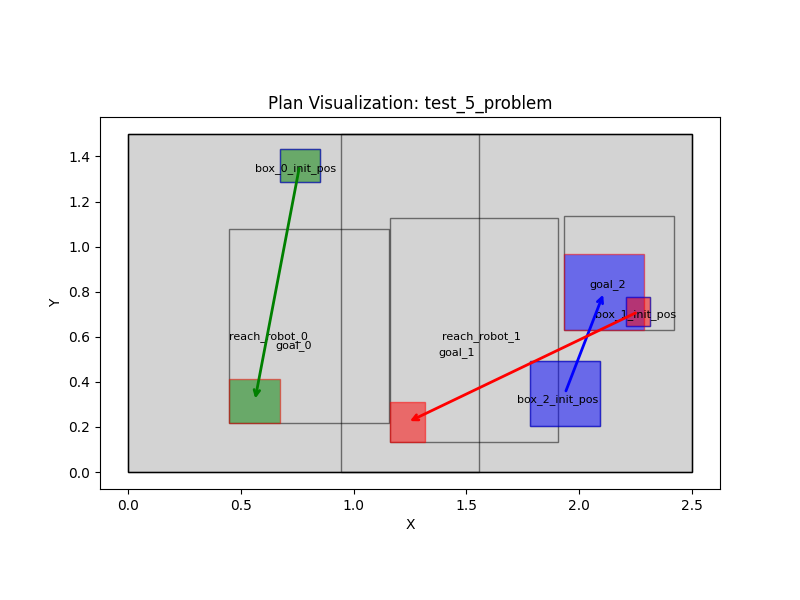 Plan Visualization: test_5_problem
1.4
1.2
1.0
0.8
0.6
0.4
0.2
0.0
Y
box_0_init_pos
goal_2
box_1_init_pos
reach_robot_0
reach_robot_1
goal_0
goal_1
box_2_init_pos
0.0
0.5
1.0
1.5
2.0
2.5
X